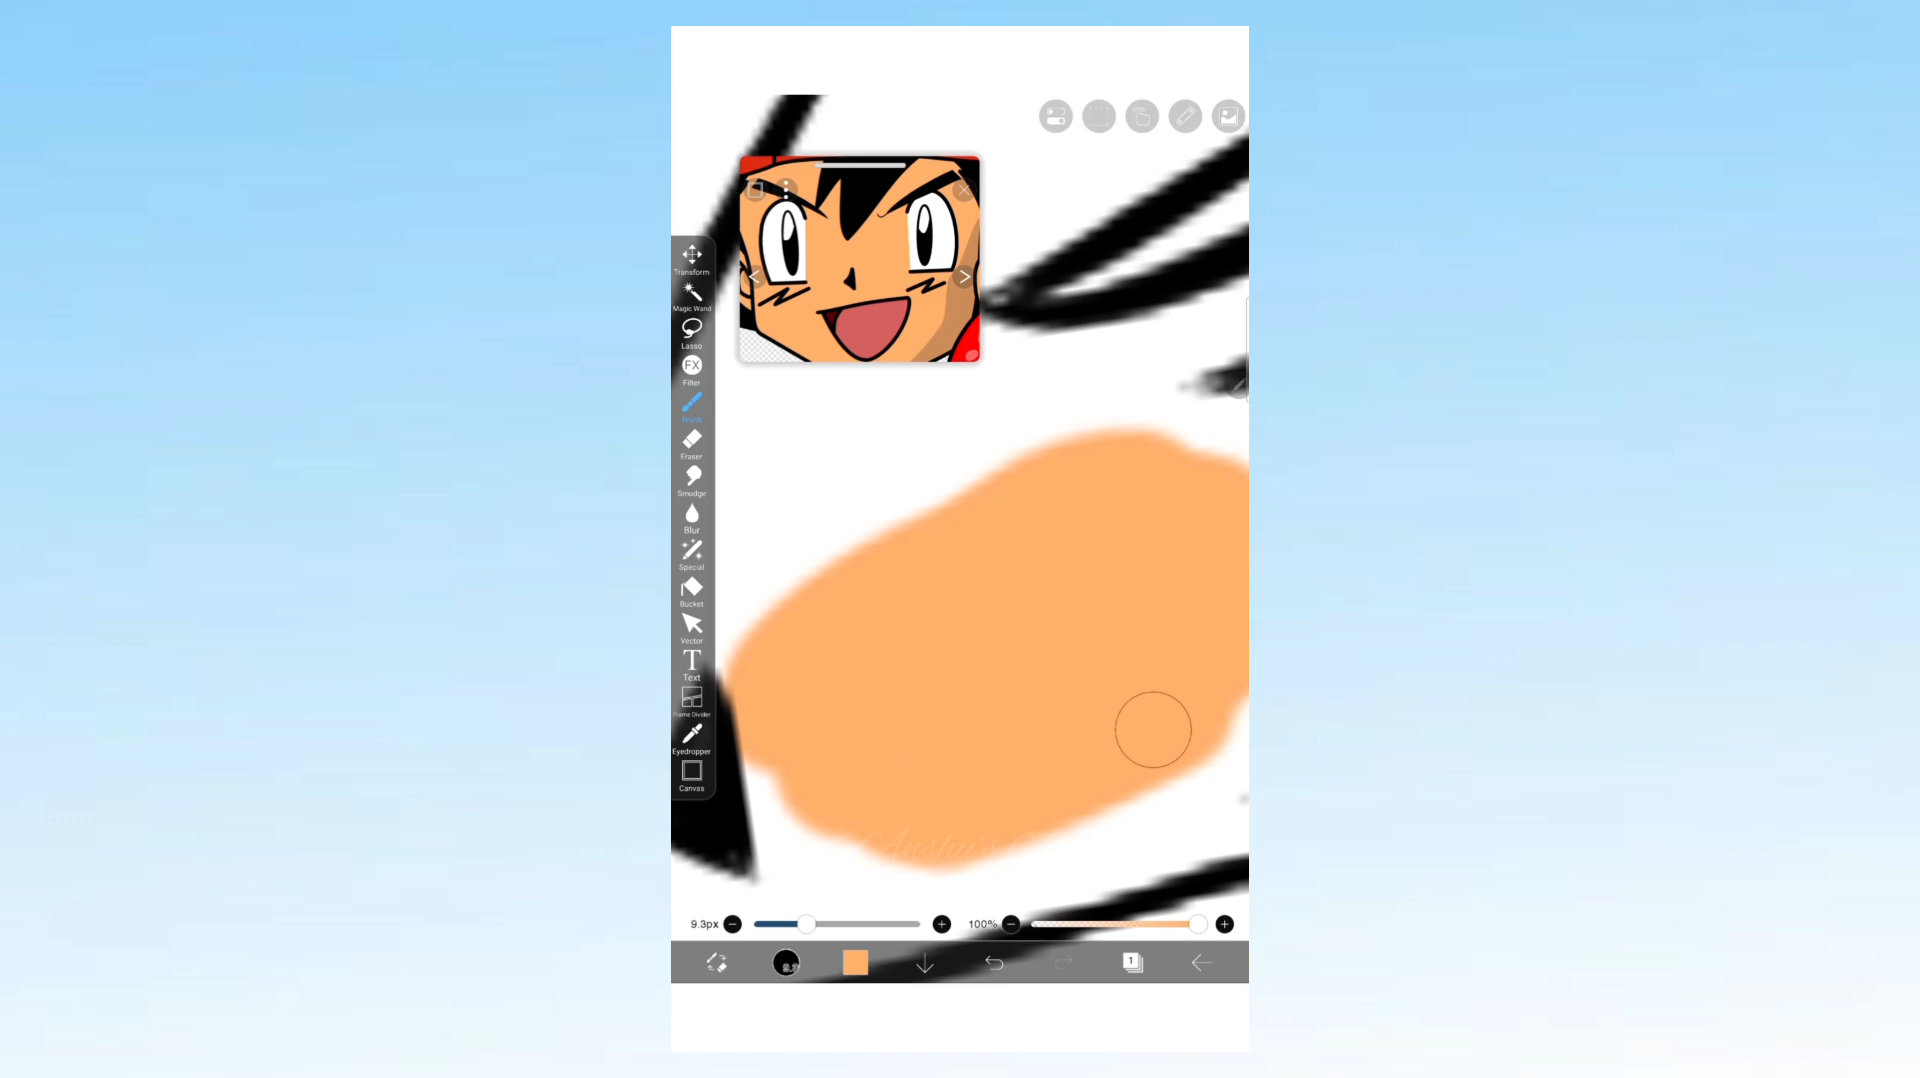 Transform
Magic Wand
Lasso
FX
Filter
Brush
Eraser
Smudge
Blur
Special
Bucket
Vector
T
Text
Frame Divider
Eyedropper
Canvas
Anshu's
9.3px
100%
1